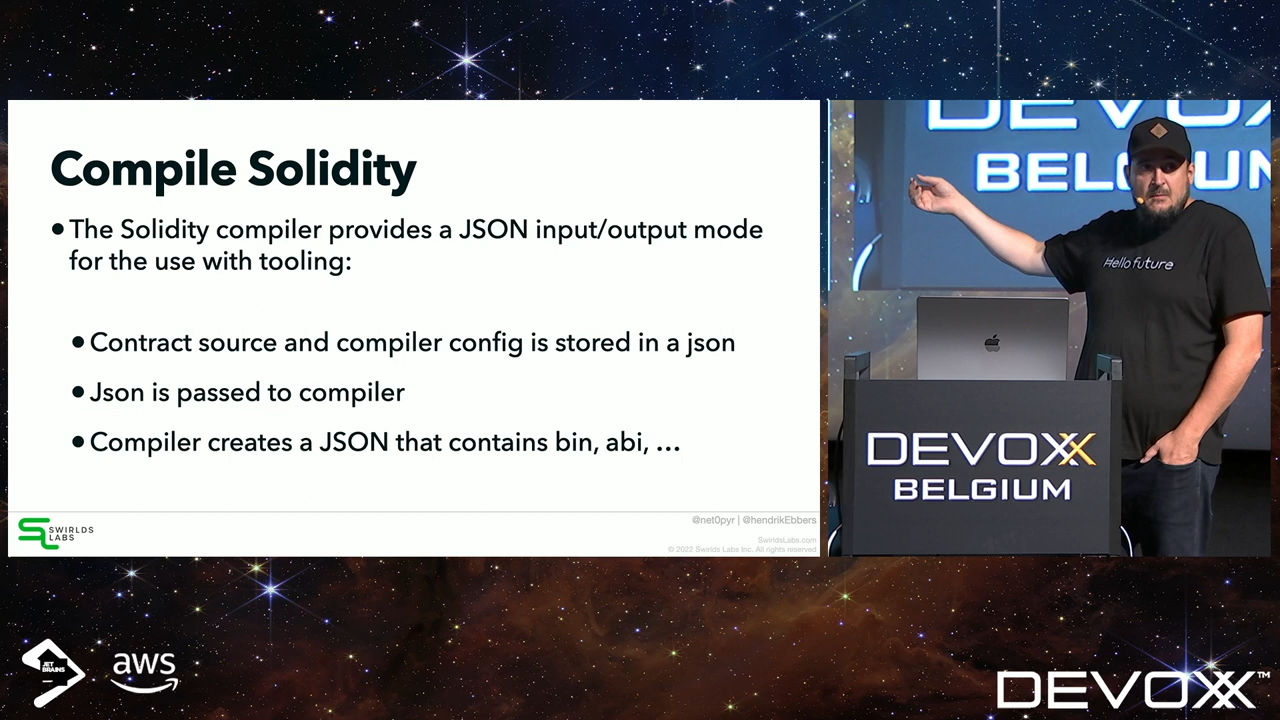 Compile Solidity
• The Solidity compiler provides a JSON input/output mode
for the use with tooling:
• Contract source and compiler config is stored in a json
• Json is passed to compiler
• Compiler creates a JSON that contains bin, abi, …
SWIRLDS
LABS
@net0pyr | @hendrikEbbers
SwirldsLabs.com
© 2022 Swirlds Labs Inc. All rights reserved
DEVOX
BELGIUM
Hello future
DEVOXX
BELGIUM
JET
BRAINS
aws
DEVOXX™